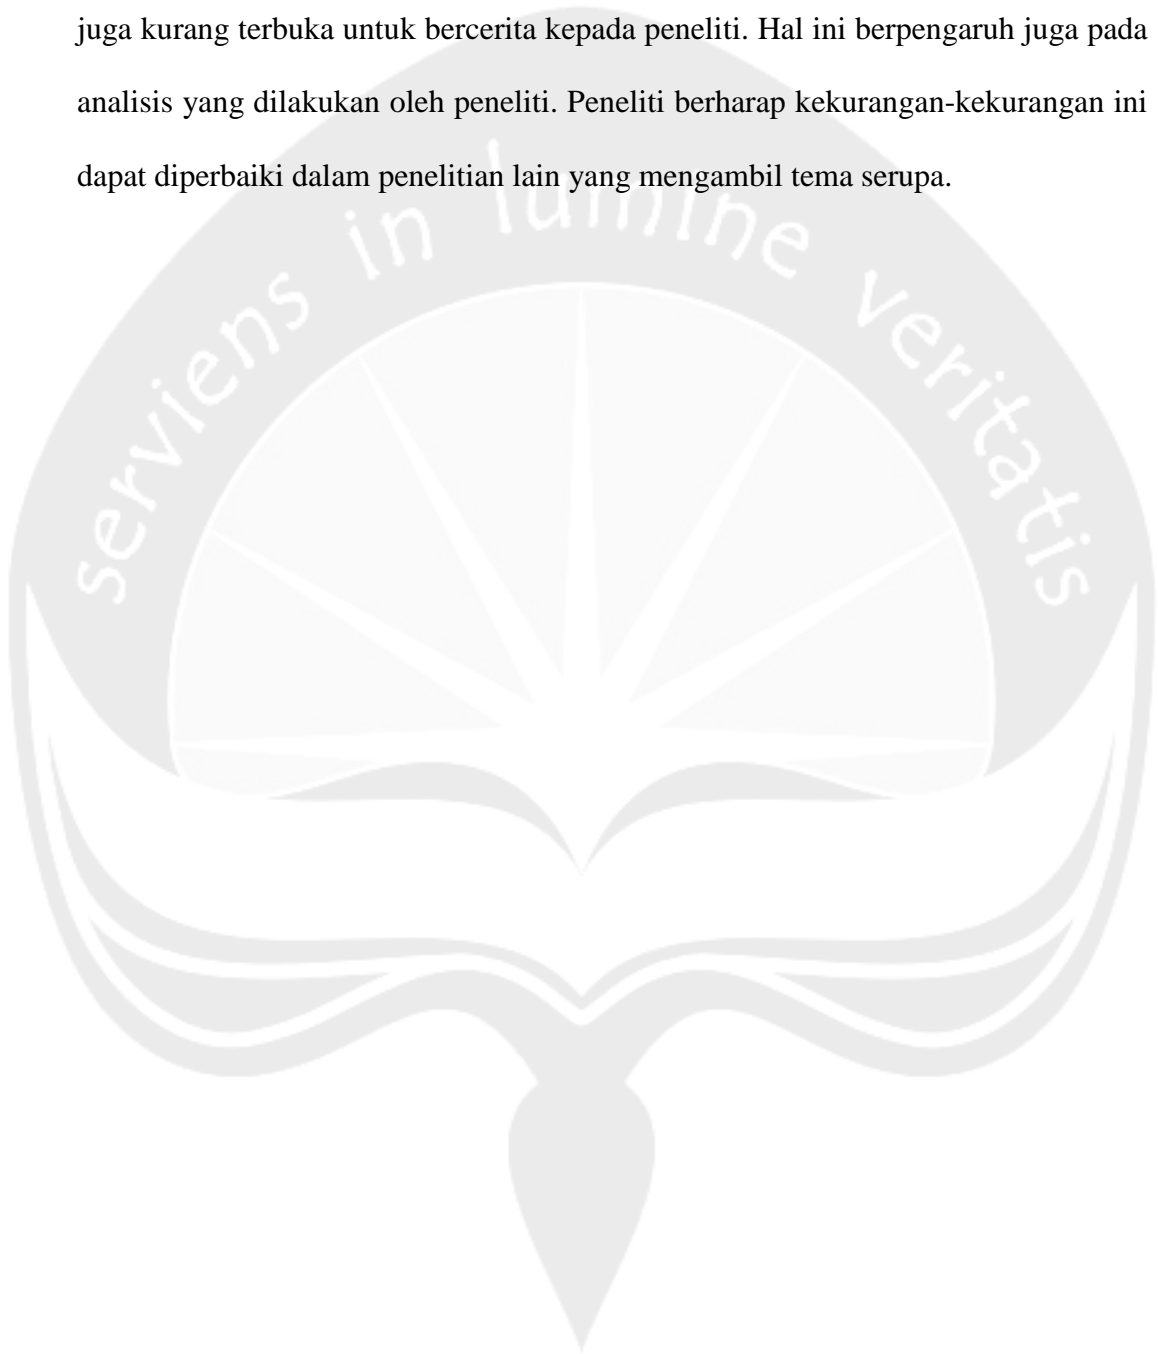 juga kurang terbuka untuk bercerita kepada peneliti. Hal ini berpengaruh juga pada
analisis yang dilakukan oleh peneliti. Peneliti berharap kekurangan-kekurangan ini
dapat diperbaiki dalam penelitian lain yang mengambil tema serupa.
serviens in lumine veritatis